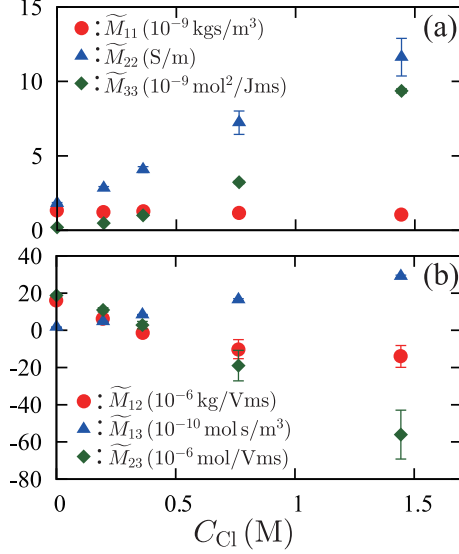 15
10
5
0
(a)
●: M̃₁₁ (10⁻⁹ kgs/m³)
▲: M̃₂₂ (S/m)
◆: M̃₃₃ (10⁻⁹ mol²/Jms)
40
20
0
-20
-40
-60
-80
(b)
●: M̃₁₂ (10⁻⁶ kg/Vms)
▲: M̃₁₃ (10⁻¹⁰ mol s/m³)
◆: M̃₂₃ (10⁻⁶ mol/Vms)
0 0.5 1 1.5
C_Cl (M)